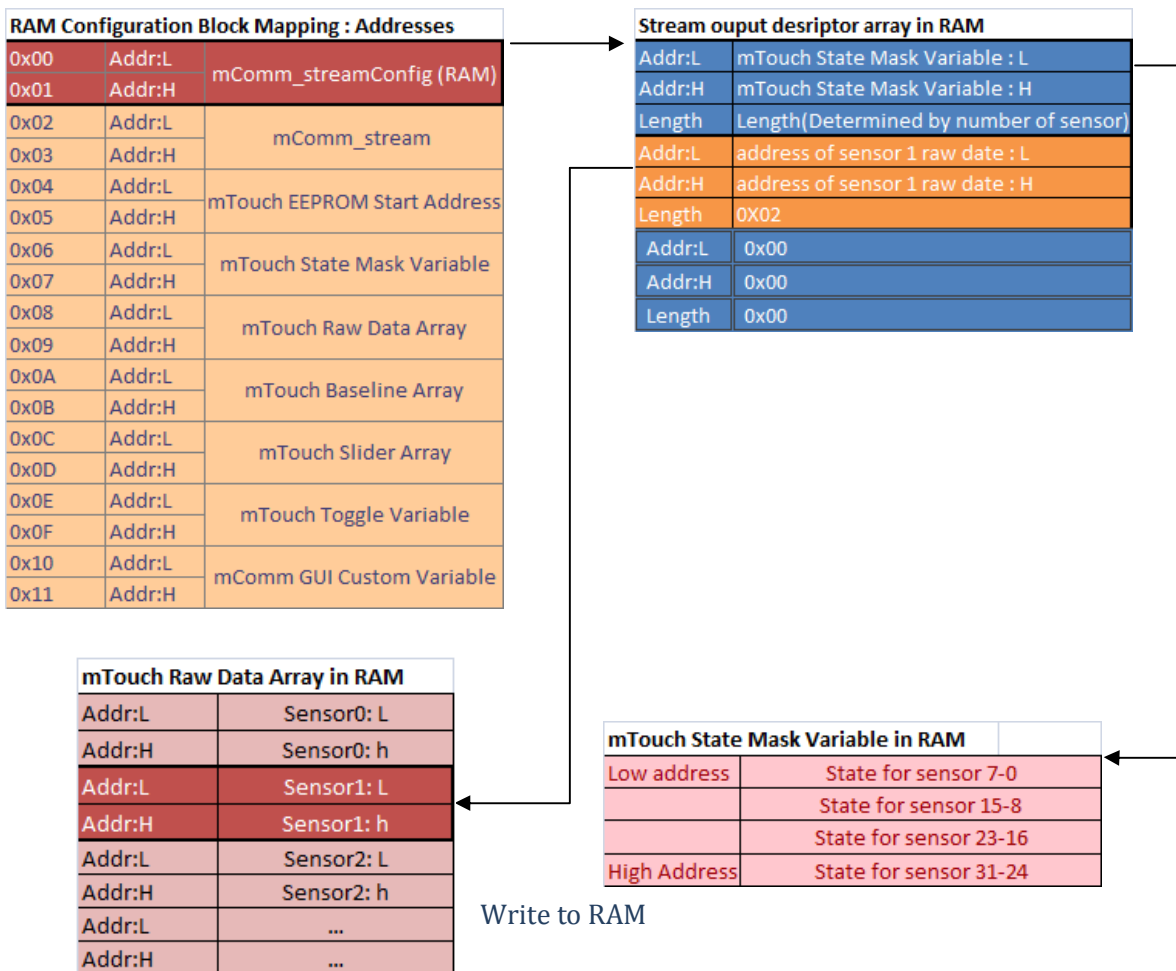 RAM Configuration Block Mapping : Addresses
0x00 Addr:L mComm_streamConfig (RAM)
0x01 Addr:H
0x02 Addr:L mComm_stream
0x03 Addr:H
0x04 Addr:L mTouch EEPROM Start Address
0x05 Addr:H
0x06 Addr:L mTouch State Mask Variable
0x07 Addr:H
0x08 Addr:L mTouch Raw Data Array
0x09 Addr:H
0x0A Addr:L mTouch Baseline Array
0x0B Addr:H
0x0C Addr:L mTouch Slider Array
0x0D Addr:H
0x0E Addr:L mTouch Toggle Variable
0x0F Addr:H
0x10 Addr:L mComm GUI Custom Variable
0x11 Addr:H
Stream ouput desriptor array in RAM
Addr:L mTouch State Mask Variable : L
Addr:H mTouch State Mask Variable : H
Length Length(Determined by number of sensor)
Addr:L address of sensor 1 raw date : L
Addr:H address of sensor 1 raw date : H
Length 0X02
Addr:L 0x00
Addr:H 0x00
Length 0x00
mTouch Raw Data Array in RAM
Addr:L Sensor0: L
Addr:H Sensor0: h
Addr:L Sensor1: L
Addr:H Sensor1: h
Addr:L Sensor2: L
Addr:H Sensor2: h
Addr:L ...
Addr:H ...
mTouch State Mask Variable in RAM
Low address State for sensor 7-0
State for sensor 15-8
State for sensor 23-16
High Address State for sensor 31-24
Write to RAM